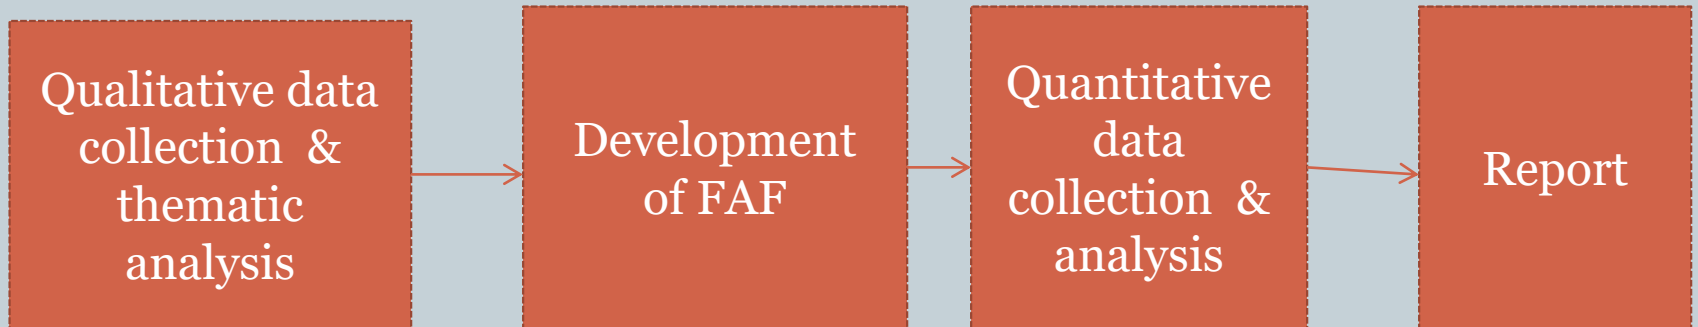 Qualitative data
collection & 
thematic
analysis
Development
of FAF
Quantitative
data
collection &
analysis
Report